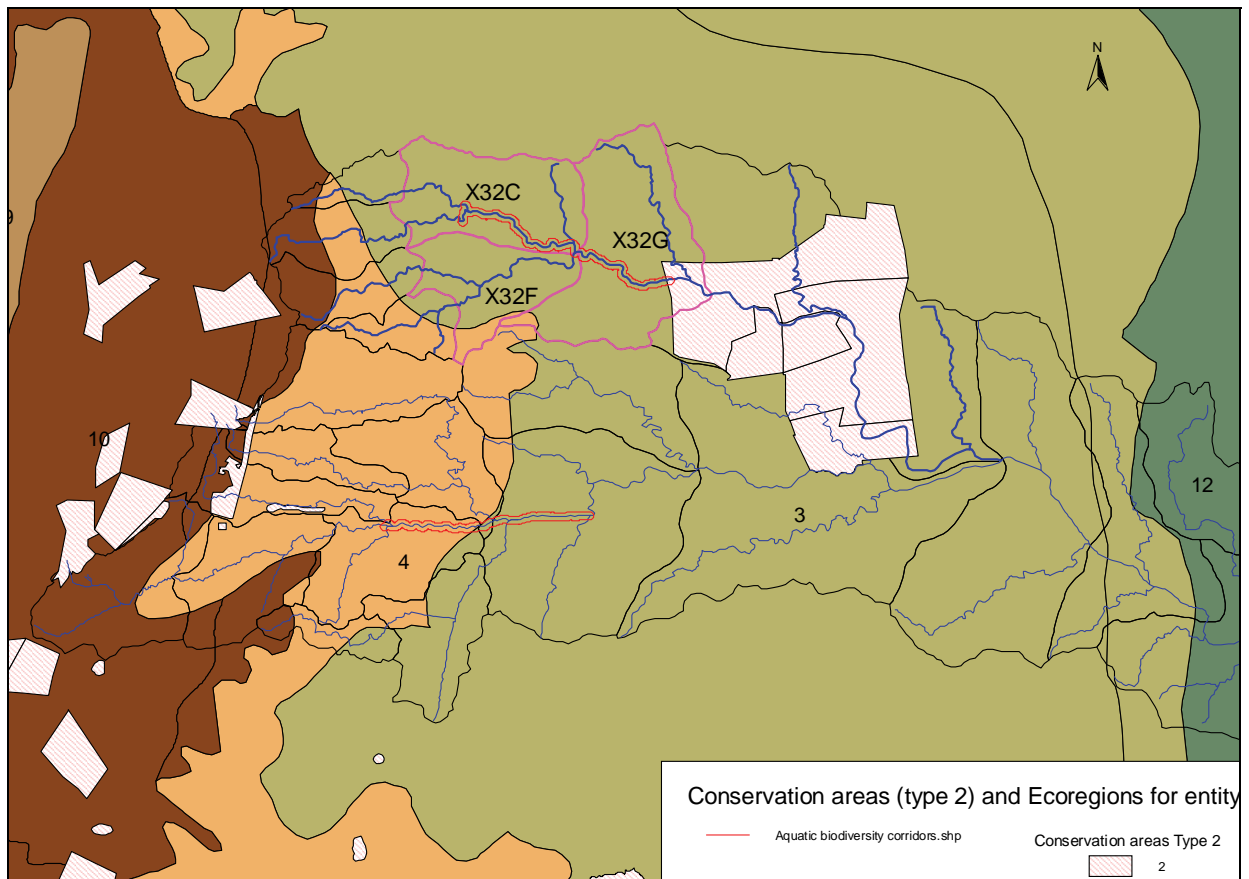 N
X32C
9
X32G
X32F
10
12
3
4
Conservation areas (type 2) and Ecoregions for entity
Aquatic biodiversity corridors.shp
Conservation areas Type 2
2